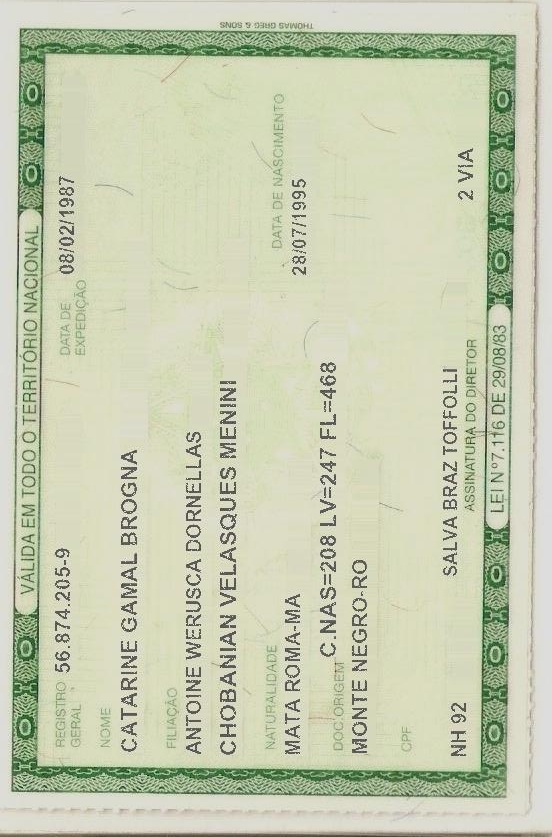 THOMAS GREG & SONS
VÁLIDA EM TODO O TERRITÓRIO NACIONAL
REGISTRO GERAL 56.874.205-9 DATA DE EXPEDIÇÃO 08/02/1987
NOME
CATARINE GAMAL BROGNA
FILIAÇÃO
ANTOINE WERUSCA DORNELLAS
CHOBANIAN VELASQUES MENINI
NATURALIDADE DATA DE NASCIMENTO
MATA ROMA-MA 28/07/1995
DOC ORIGEM C.NAS=208 LV=247 FL=468
MONTE NEGRO-RO
CPF
NH 92 SALVA BRAZ TOFFOLLI 2 VIA
ASSINATURA DO DIRETOR
LEI Nº 7.116 DE 29/08/83